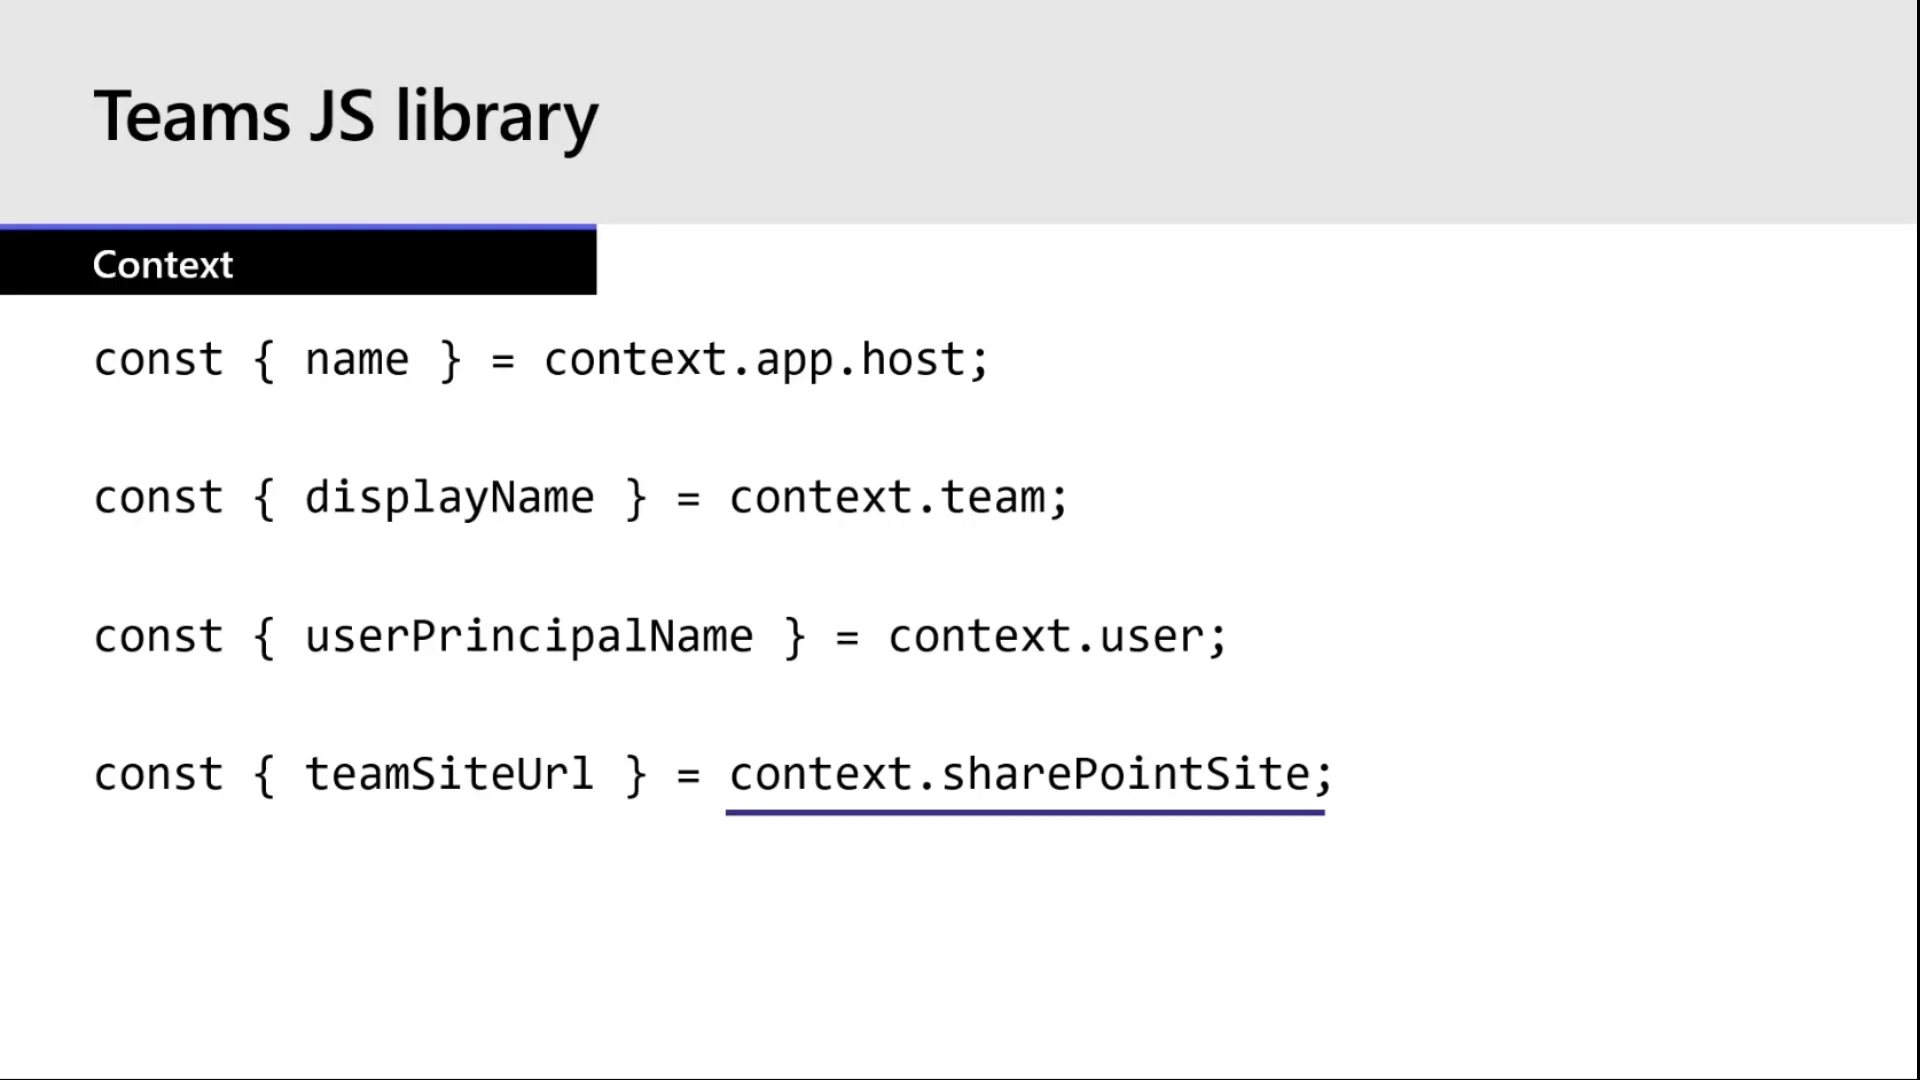 Teams JS library
Context
const { name } = context.app.host;
const { displayName } = context.team;
const { userPrincipalName } = context.user;
const { teamSiteUrl } = context.sharePointSite;